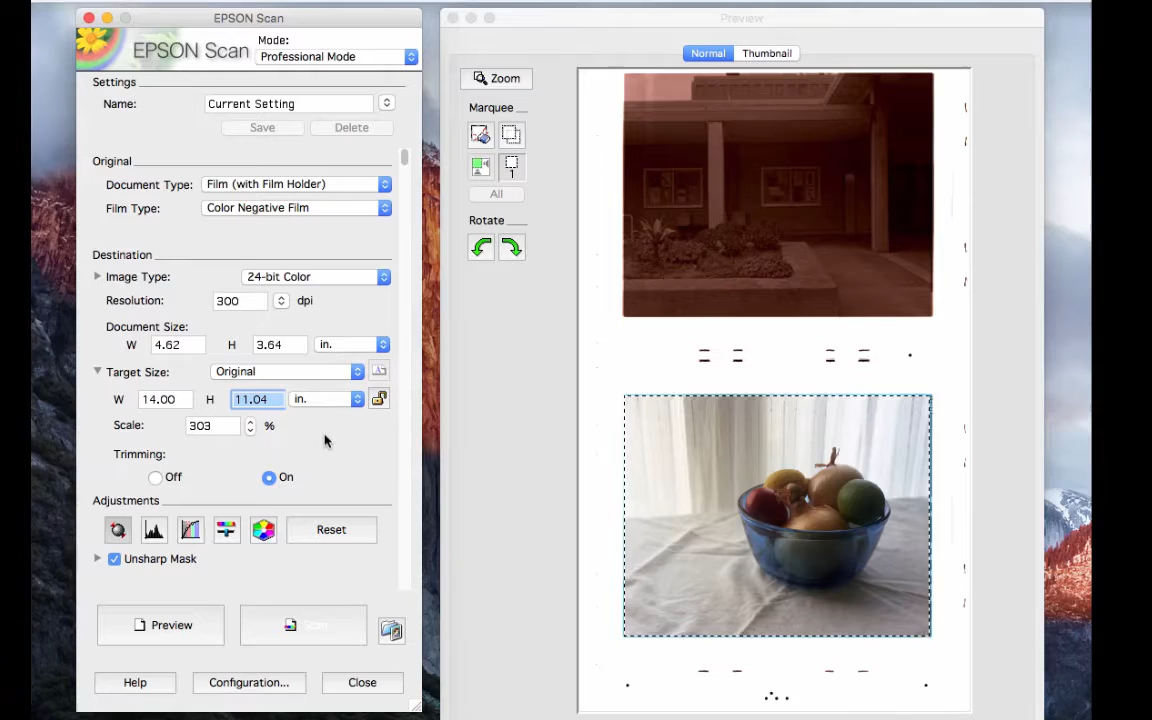 EPSON Scan
EPSON Scan
Mode:
Professional Mode
Settings
Name:
Current Setting
Save
Delete
Original
Document Type:
Film (with Film Holder)
Film Type:
Color Negative Film
Destination
Image Type:
24-bit Color
Resolution:
300
dpi
Document Size:
W
4.62
H
3.64
in.
Target Size:
Original
W
14.00
H
11.04
in.
Scale:
303
%
Trimming:
Off
On
Adjustments
Reset
Unsharp Mask
Preview
Scan
Help
Configuration...
Close
Preview
Normal
Thumbnail
Zoom
Marquee
1
All
Rotate